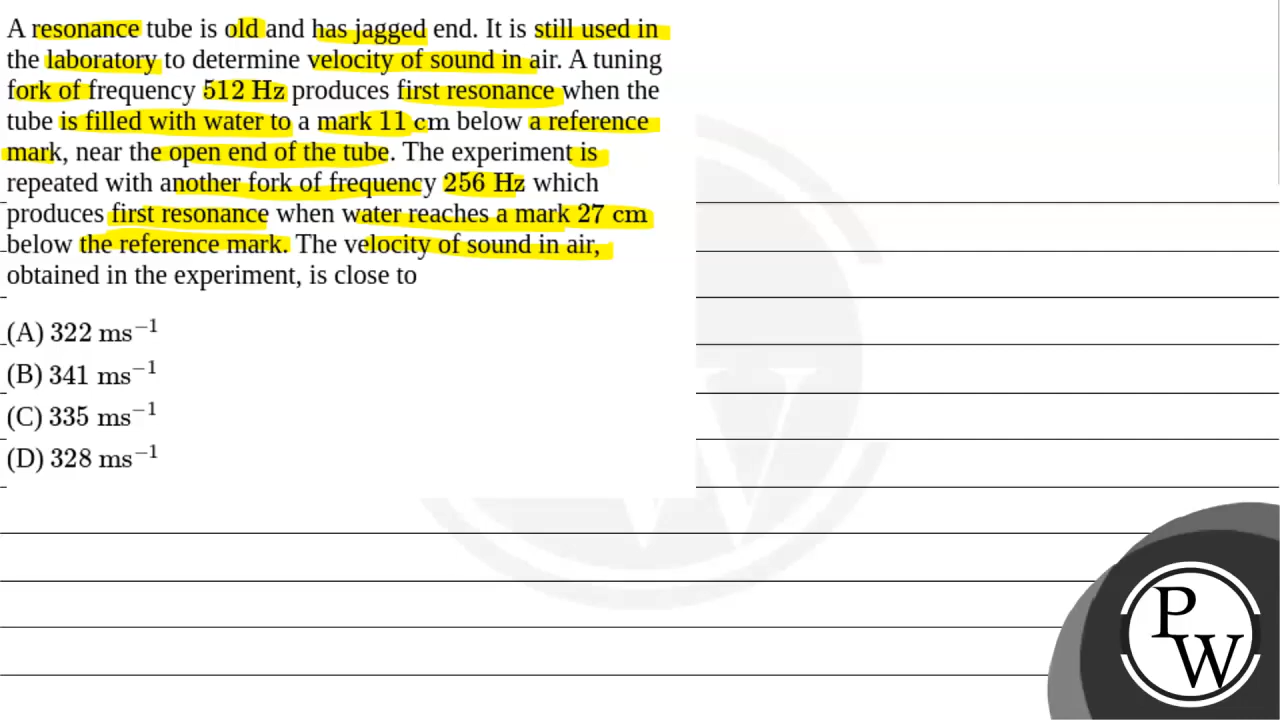 A resonance tube is old and has jagged end. It is still used in
the laboratory to determine velocity of sound in air. A tuning
fork of frequency 512 Hz produces first resonance when the
tube is filled with water to a mark 11 cm below a reference
mark, near the open end of the tube. The experiment is
repeated with another fork of frequency 256 Hz which
produces first resonance when water reaches a mark 27 cm
below the reference mark. The velocity of sound in air,
obtained in the experiment, is close to
(A) 322 ms⁻¹
(B) 341 ms⁻¹
(C) 335 ms⁻¹
(D) 328 ms⁻¹
P
W